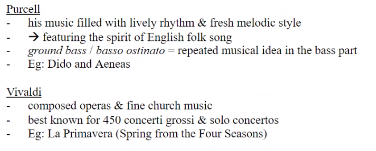 Purcell
- his music filled with lively rhythm & fresh melodic style
- → featuring the spirit of English folk song
- ground bass / basso ostinato = repeated musical idea in the bass part
- Eg: Dido and Aeneas
Vivaldi
- composed operas & fine church music
- best known for 450 concerti grossi & solo concertos
- Eg: La Primavera (Spring from the Four Seasons)